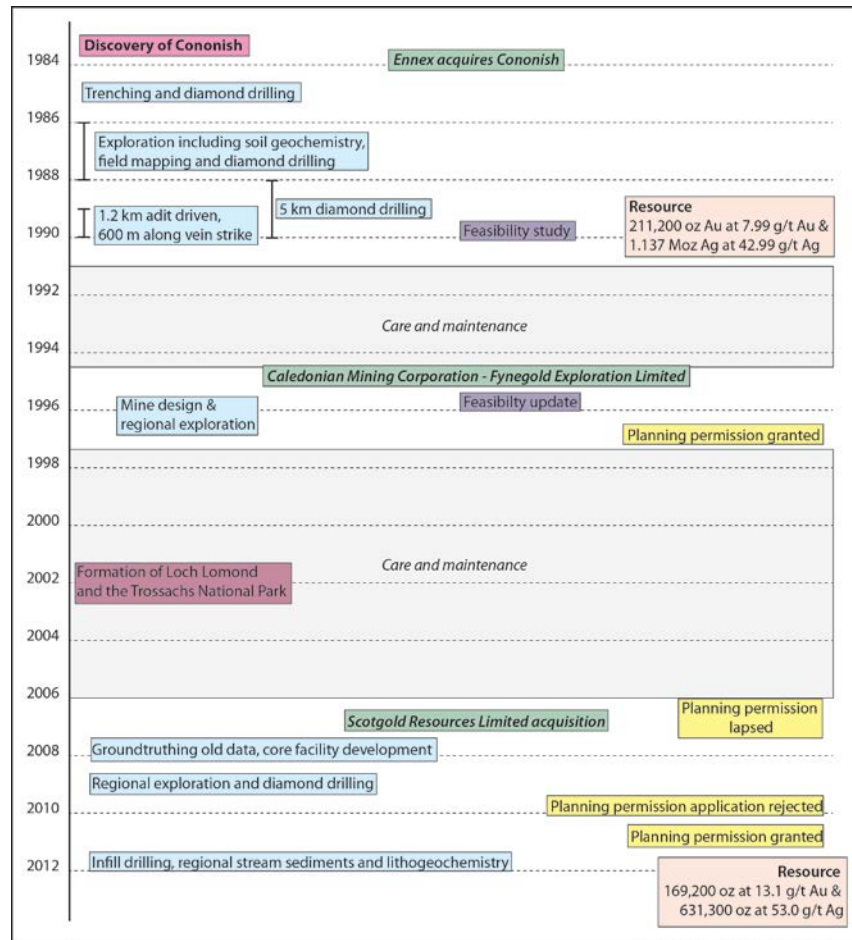 Discovery of Cononish
1984
Ennex acquires Cononish
Trenching and diamond drilling
1986
Exploration including soil geochemistry,
field mapping and diamond drilling
1988
5 km diamond drilling
1.2 km adit driven,
600 m along vein strike
Resource
211,200 oz Au at 7.99 g/t Au &
1.137 Moz Ag at 42.99 g/t Ag
1990
Feasibility study
1992
Care and maintenance
1994
Caledonian Mining Corporation - Fynegold Exploration Limited
1996
Mine design &
regional exploration
Feasibilty update
Planning permission granted
1998
2000
Care and maintenance
2002
Formation of Loch Lomond
and the Trossachs National Park
2004
2006
Planning permission
lapsed
Scotgold Resources Limited acquisition
2008
Groundtruthing old data, core facility development
Regional exploration and diamond drilling
2010
Planning permission application rejected
Planning permission granted
2012
Infill drilling, regional stream sediments and lithogeochemistry
Resource
169,200 oz at 13.1 g/t Au &
631,300 oz at 53.0 g/t Ag